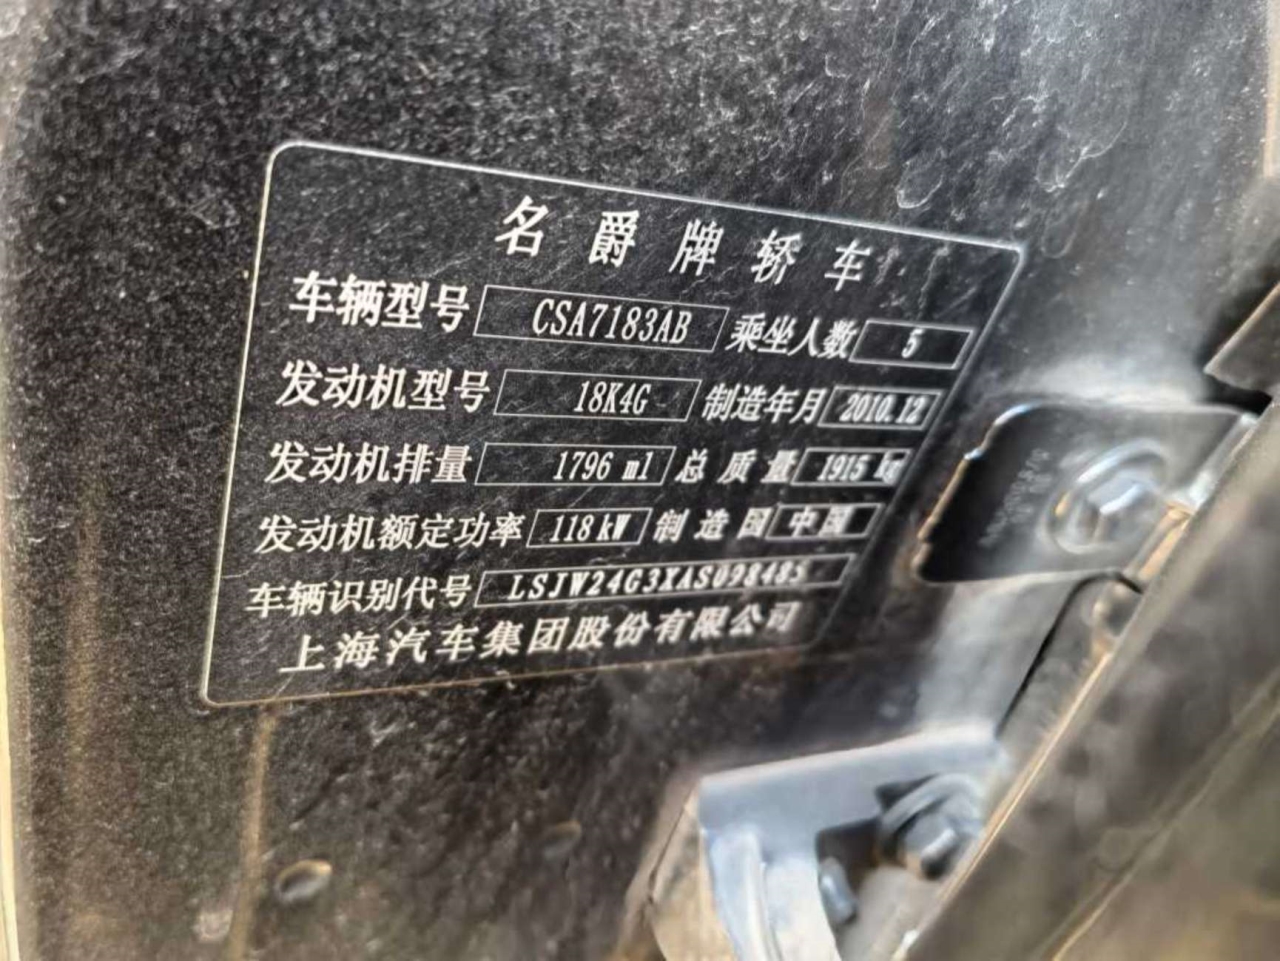 名爵牌轿车
车辆型号 CSA7183AB 乘坐人数 5
发动机型号 18K4G 制造年月 2010.12
发动机排量 1796 ml 总质量 1915 kg
发动机额定功率 118 kW 制造国 中国
车辆识别代号 LSJW24G3XAS098485
上海汽车集团股份有限公司